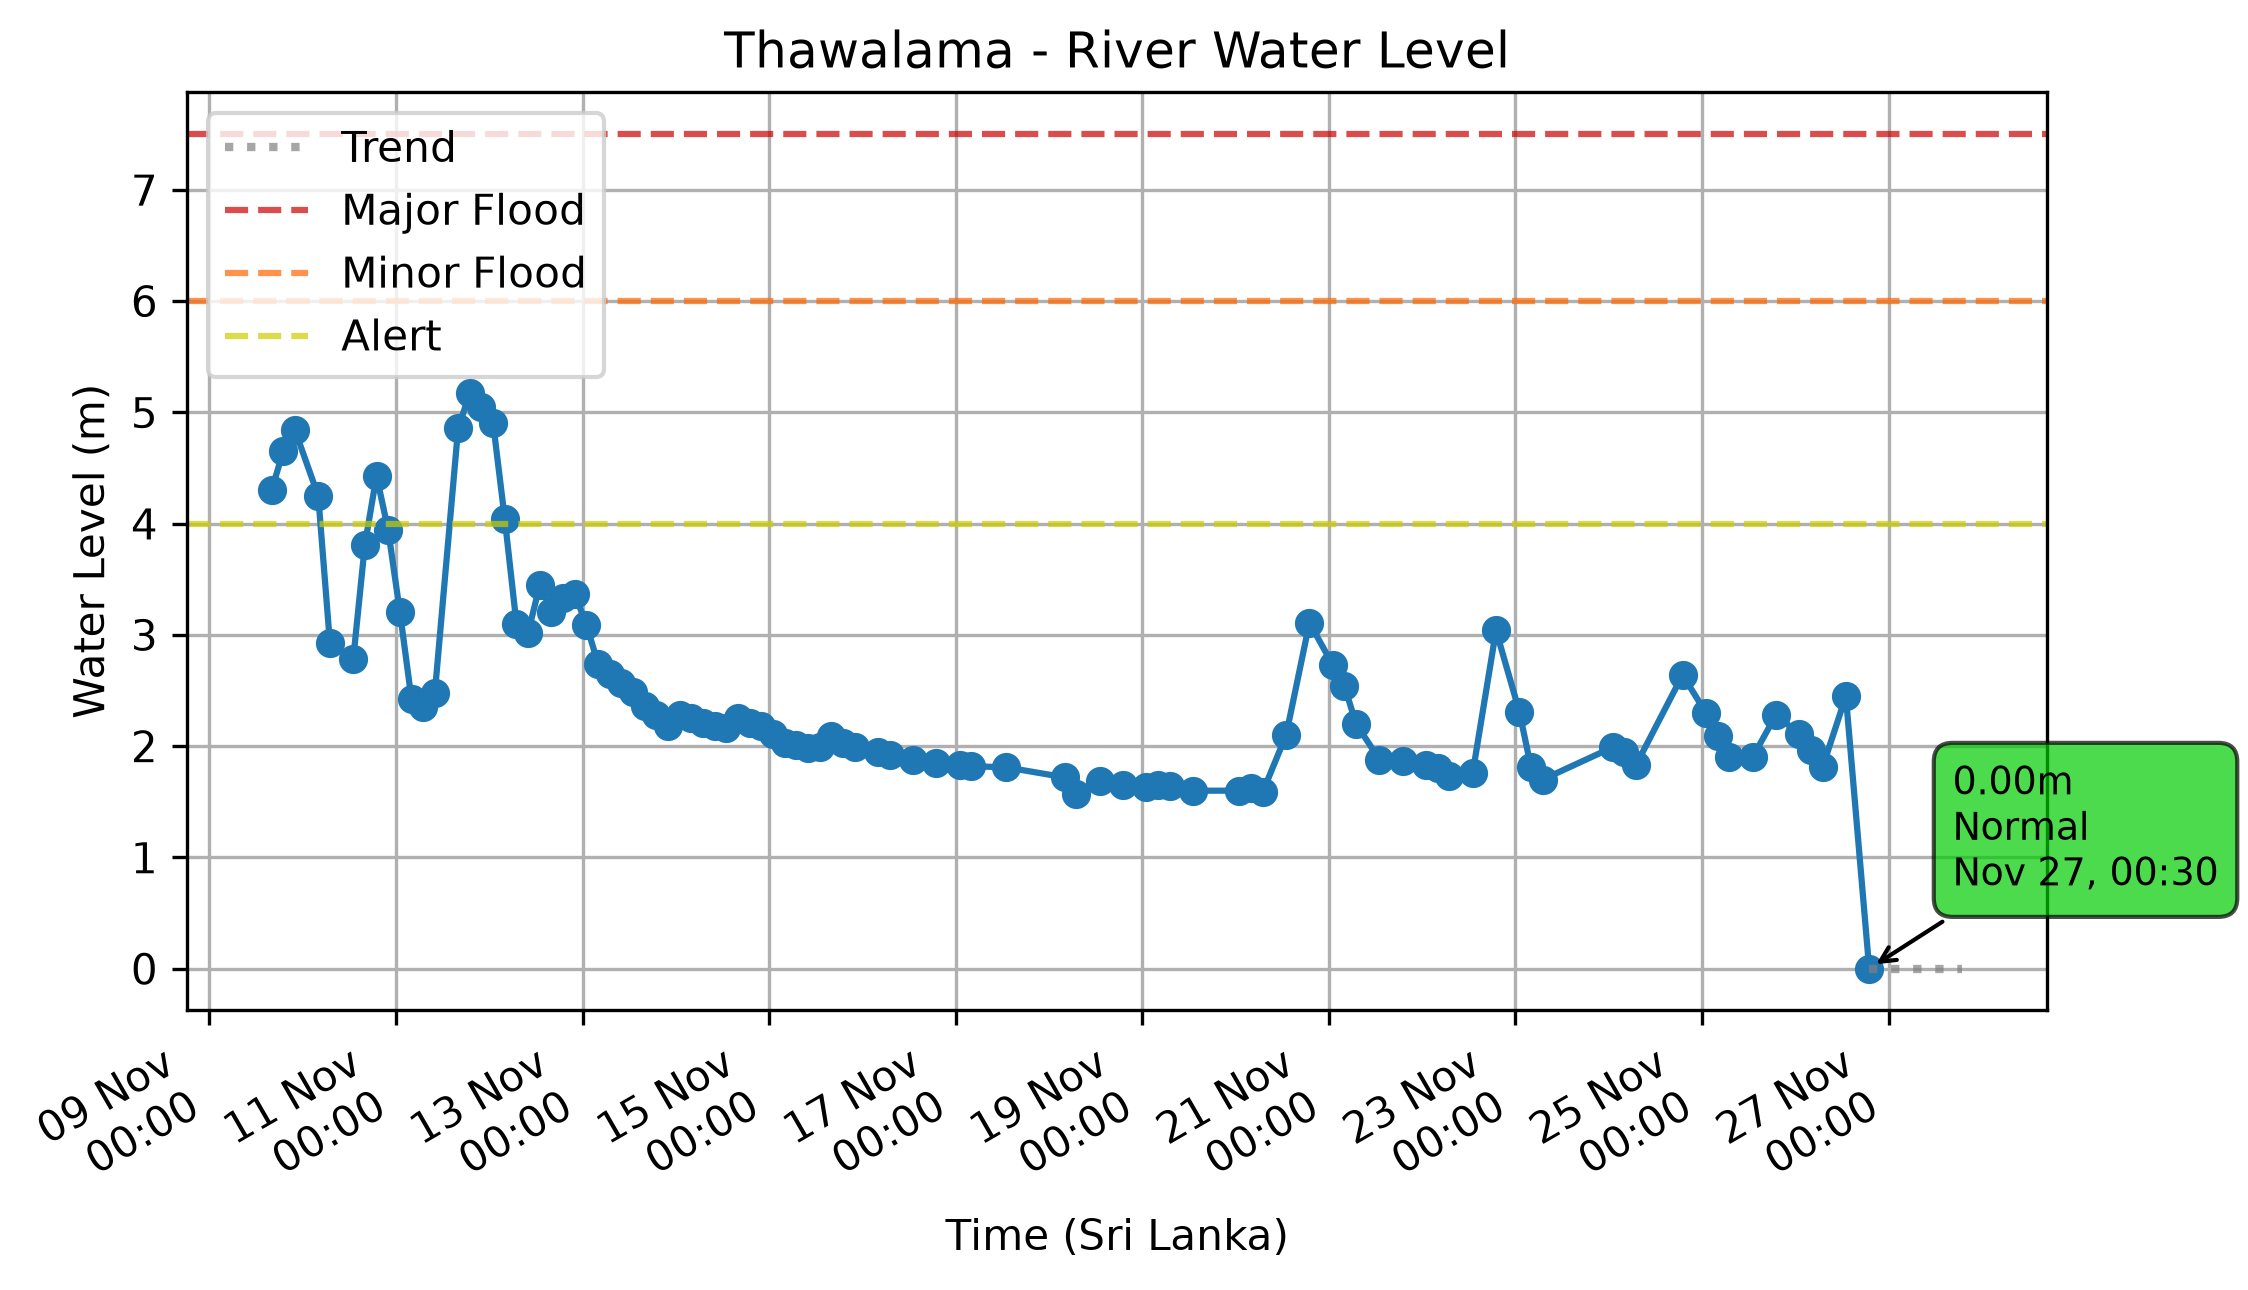 Thawalama - River Water Level
Trend
Major Flood
Minor Flood
Alert
Water Level (m)
7
6
5
4
3
2
1
0
0.00m
Normal
Nov 27, 00:30
09 Nov
00:00
11 Nov
00:00
13 Nov
00:00
15 Nov
00:00
17 Nov
00:00
19 Nov
00:00
21 Nov
00:00
23 Nov
00:00
25 Nov
00:00
27 Nov
00:00
Time (Sri Lanka)